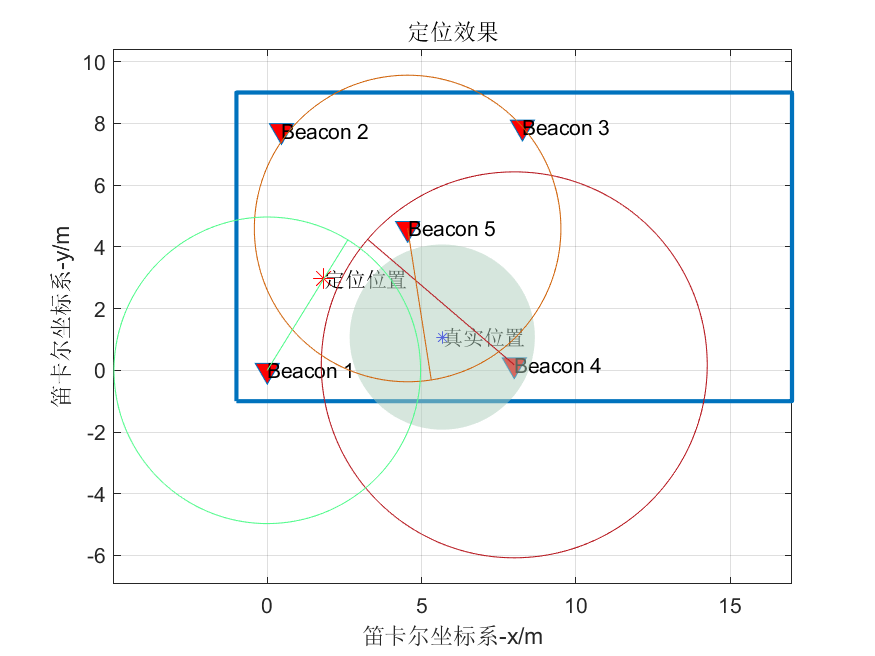 定位效果
10
8
6
4
2
0
-2
-4
-6
Beacon 2
Beacon 3
Beacon 5
定位位置
真实位置
Beacon 1
Beacon 4
0
5
10
15
笛卡尔坐标系-x/m
笛卡尔坐标系-y/m